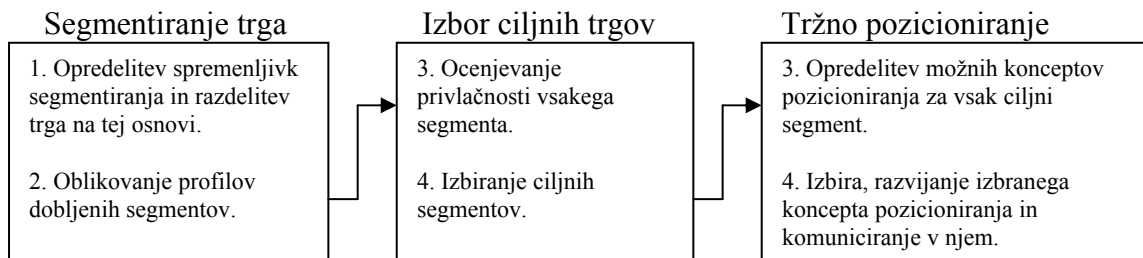 Segmentiranje trga
1. Opredelitev spremenljivk
segmentiranja in razdelitev
trga na tej osnovi.
2. Oblikovanje profilov
dobljenih segmentov.
Izbor ciljnih trgov
3. Ocenjevanje
privlačnosti vsakega
segmenta.
4. Izbiranje ciljnih
segmentov.
Tržno pozicioniranje
3. Opredelitev možnih konceptov
pozicioniranja za vsak ciljni
segment.
4. Izbira, razvijanje izbranega
koncepta pozicioniranja in
komuniciranje v njem.